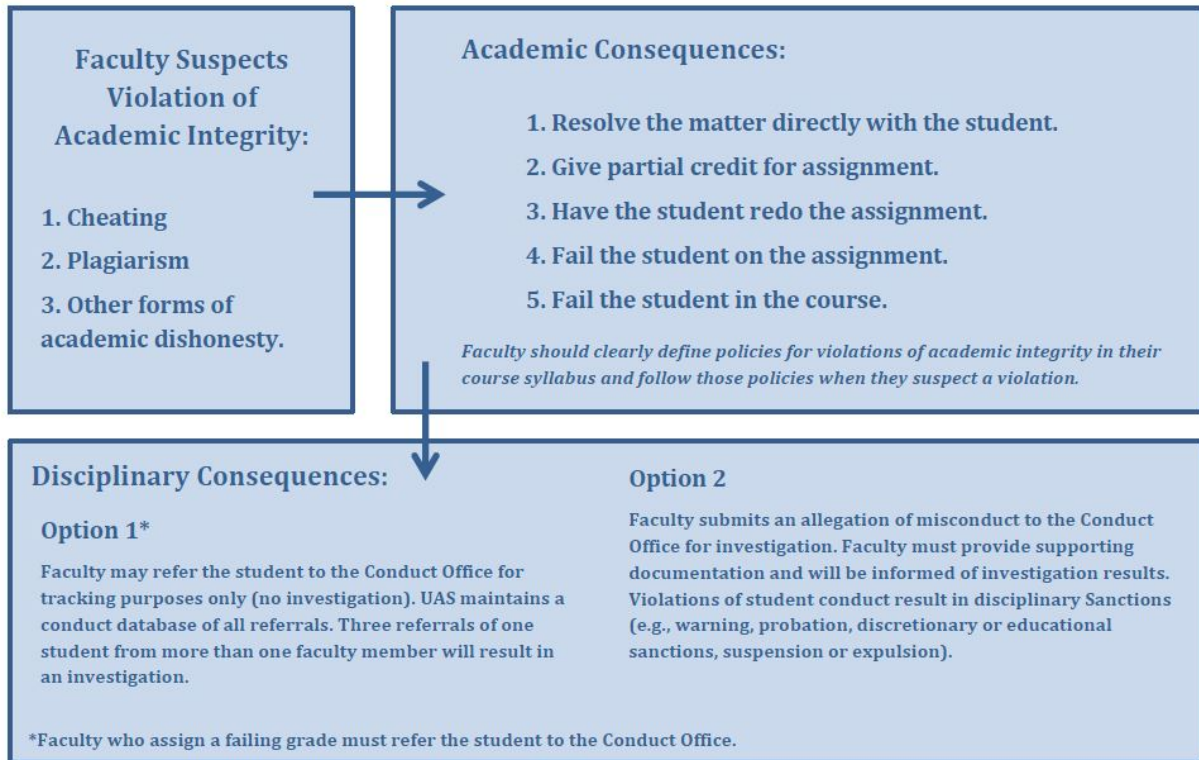 Faculty Suspects
Violation of
Academic Integrity:
1. Cheating
2. Plagiarism
3. Other forms of
academic dishonesty.
Academic Consequences:
1. Resolve the matter directly with the student.
2. Give partial credit for assignment.
3. Have the student redo the assignment.
4. Fail the student on the assignment.
5. Fail the student in the course.
Faculty should clearly define policies for violations of academic integrity in their
course syllabus and follow those policies when they suspect a violation.
Disciplinary Consequences:
Option 1*
Faculty may refer the student to the Conduct Office for
tracking purposes only (no investigation). UAS maintains a
conduct database of all referrals. Three referrals of one
student from more than one faculty member will result in
an investigation.
Option 2
Faculty submits an allegation of misconduct to the Conduct
Office for investigation. Faculty must provide supporting
documentation and will be informed of investigation results.
Violations of student conduct result in disciplinary Sanctions
(e.g., warning, probation, discretionary or educational
sanctions, suspension or expulsion).
*Faculty who assign a failing grade must refer the student to the Conduct Office.